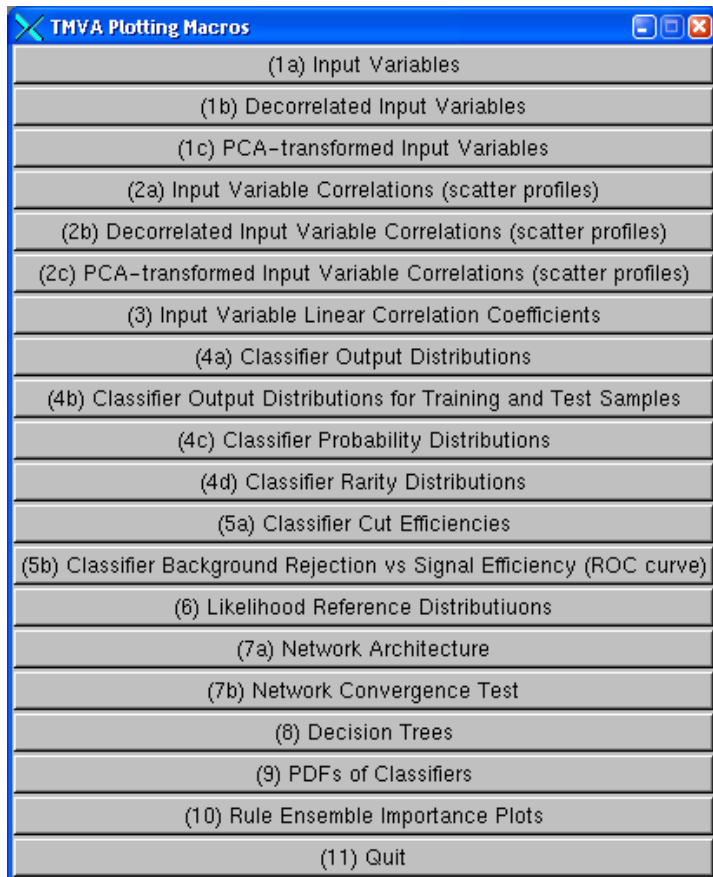 TMVA Plotting Macros
(1a) Input Variables
(1b) Decorrelated Input Variables
(1c) PCA-transformed Input Variables
(2a) Input Variable Correlations (scatter profiles)
(2b) Decorrelated Input Variable Correlations (scatter profiles)
(2c) PCA-transformed Input Variable Correlations (scatter profiles)
(3) Input Variable Linear Correlation Coefficients
(4a) Classifier Output Distributions
(4b) Classifier Output Distributions for Training and Test Samples
(4c) Classifier Probability Distributions
(4d) Classifier Rarity Distributions
(5a) Classifier Cut Efficiencies
(5b) Classifier Background Rejection vs Signal Efficiency (ROC curve)
(6) Likelihood Reference Distributiuons
(7a) Network Architecture
(7b) Network Convergence Test
(8) Decision Trees
(9) PDFs of Classifiers
(10) Rule Ensemble Importance Plots
(11) Quit